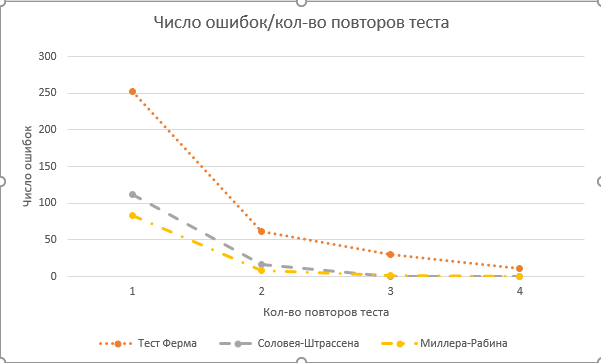 Число ошибок/кол-во повторов теста
300
250
200
150
100
50
0
Число ошибок
1 2 3 4
Кол-во повторов теста
Тест Ферма Соловея-Штрассена Миллера-Рабина